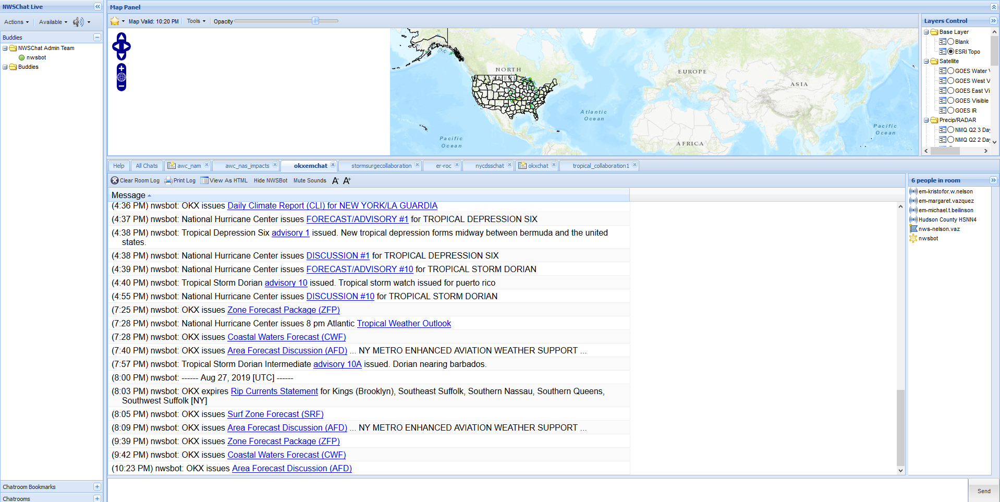 NWSChat Live
Actions
Available
Buddies
NWSChat Admin Team
nwsbot
Buddies
Chatroom Bookmarks
Chatrooms
Map Panel
Map Valid: 10:20 PM
Tools
Opacity
NORTH
AMERICA
EUROPE
ASIA
AFRICA
Atlantic
Ocean
Pacific
Ocean
Pacific
Ocean
Layers Control
Base Layer
Blank
ESRI Topo
Satellite
GOES Water V
GOES West V
GOES East Vi
GOES Visible
GOES IR
Precip/RADAR
NMQ Q2 3 Day
NMQ Q2 2 Day
Help
All Chats
awc_nam
awc_nas_impacts
okxemchat
stormsurgecollaboration
er-roc
nycdsschat
okxchat
tropical_collaboration1
Clear Room Log
Print Log
View As HTML
Hide NWSBot
Mute Sounds
A-
A+
Message
(4:36 PM) nwsbot: OKX issues Daily Climate Report (CLI) for NEW YORK/LA GUARDIA
(4:37 PM) nwsbot: National Hurricane Center issues FORECAST/ADVISORY #1 for TROPICAL DEPRESSION SIX
(4:38 PM) nwsbot: Tropical Depression Six advisory 1 issued. New tropical depression forms midway between bermuda and the united
states.
(4:38 PM) nwsbot: National Hurricane Center issues DISCUSSION #1 for TROPICAL DEPRESSION SIX
(4:39 PM) nwsbot: National Hurricane Center issues FORECAST/ADVISORY #10 for TROPICAL STORM DORIAN
(4:40 PM) nwsbot: Tropical Storm Dorian advisory 10 issued. Tropical storm watch issued for puerto rico
(4:55 PM) nwsbot: National Hurricane Center issues DISCUSSION #10 for TROPICAL STORM DORIAN
(7:25 PM) nwsbot: OKX issues Zone Forecast Package (ZFP)
(7:28 PM) nwsbot: National Hurricane Center issues 8 pm Atlantic Tropical Weather Outlook
(7:28 PM) nwsbot: OKX issues Coastal Waters Forecast (CWF)
(7:40 PM) nwsbot: OKX issues Area Forecast Discussion (AFD) ... NY METRO ENHANCED AVIATION WEATHER SUPPORT ...
(7:57 PM) nwsbot: Tropical Storm Dorian Intermediate advisory 10A issued. Dorian nearing barbados.
(8:00 PM) nwsbot: ------ Aug 27, 2019 [UTC] ------
(8:03 PM) nwsbot: OKX expires Rip Currents Statement for Kings (Brooklyn), Southeast Suffolk, Southern Nassau, Southern Queens,
Southwest Suffolk [NY]
(8:05 PM) nwsbot: OKX issues Surf Zone Forecast (SRF)
(8:09 PM) nwsbot: OKX issues Area Forecast Discussion (AFD) ... NY METRO ENHANCED AVIATION WEATHER SUPPORT ...
(9:39 PM) nwsbot: OKX issues Zone Forecast Package (ZFP)
(9:42 PM) nwsbot: OKX issues Coastal Waters Forecast (CWF)
(10:23 PM) nwsbot: OKX issues Area Forecast Discussion (AFD)
6 people in room
em-kristofor.w.nelson
em-margaret.vazquez
em-michael.t.beilinson
Hudson County HSNN4
nws-nelson.vaz
nwsbot
Send